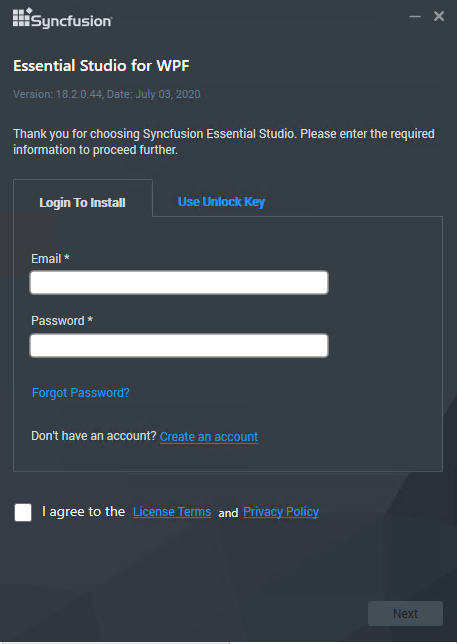 Syncfusion
Essential Studio for WPF
Version: 18.2.0.44, Date: July 03, 2020
Thank you for choosing Syncfusion Essential Studio. Please enter the required
information to proceed further.
Login To Install
Use Unlock Key
Email *
Password *
Forgot Password?
Don't have an account? Create an account
I agree to the License Terms and Privacy Policy
Next